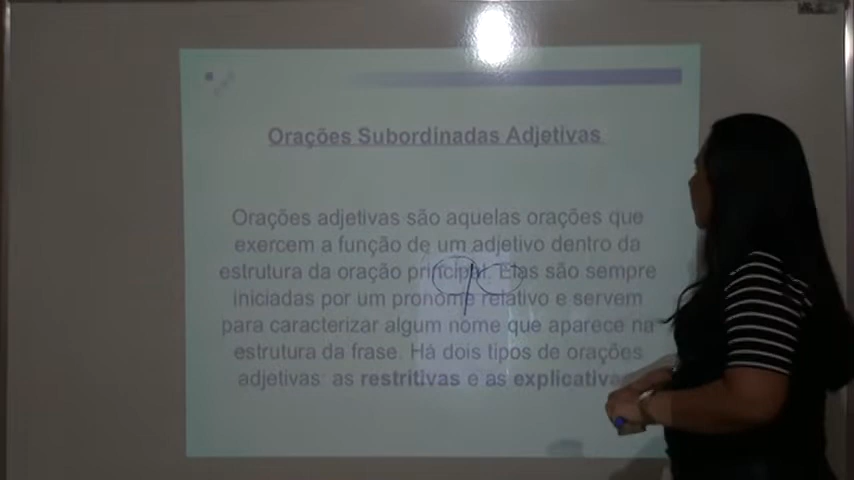 Orações Subordinadas Adjetivas
Orações adjetivas são aquelas orações que
exercem a função de um adjetivo dentro da
estrutura da oração principal. Elas são sempre
iniciadas por um pronome relativo e servem
para caracterizar algum nome que aparece na
estrutura da frase. Há dois tipos de orações
adjetivas: as restritivas e as explicativas